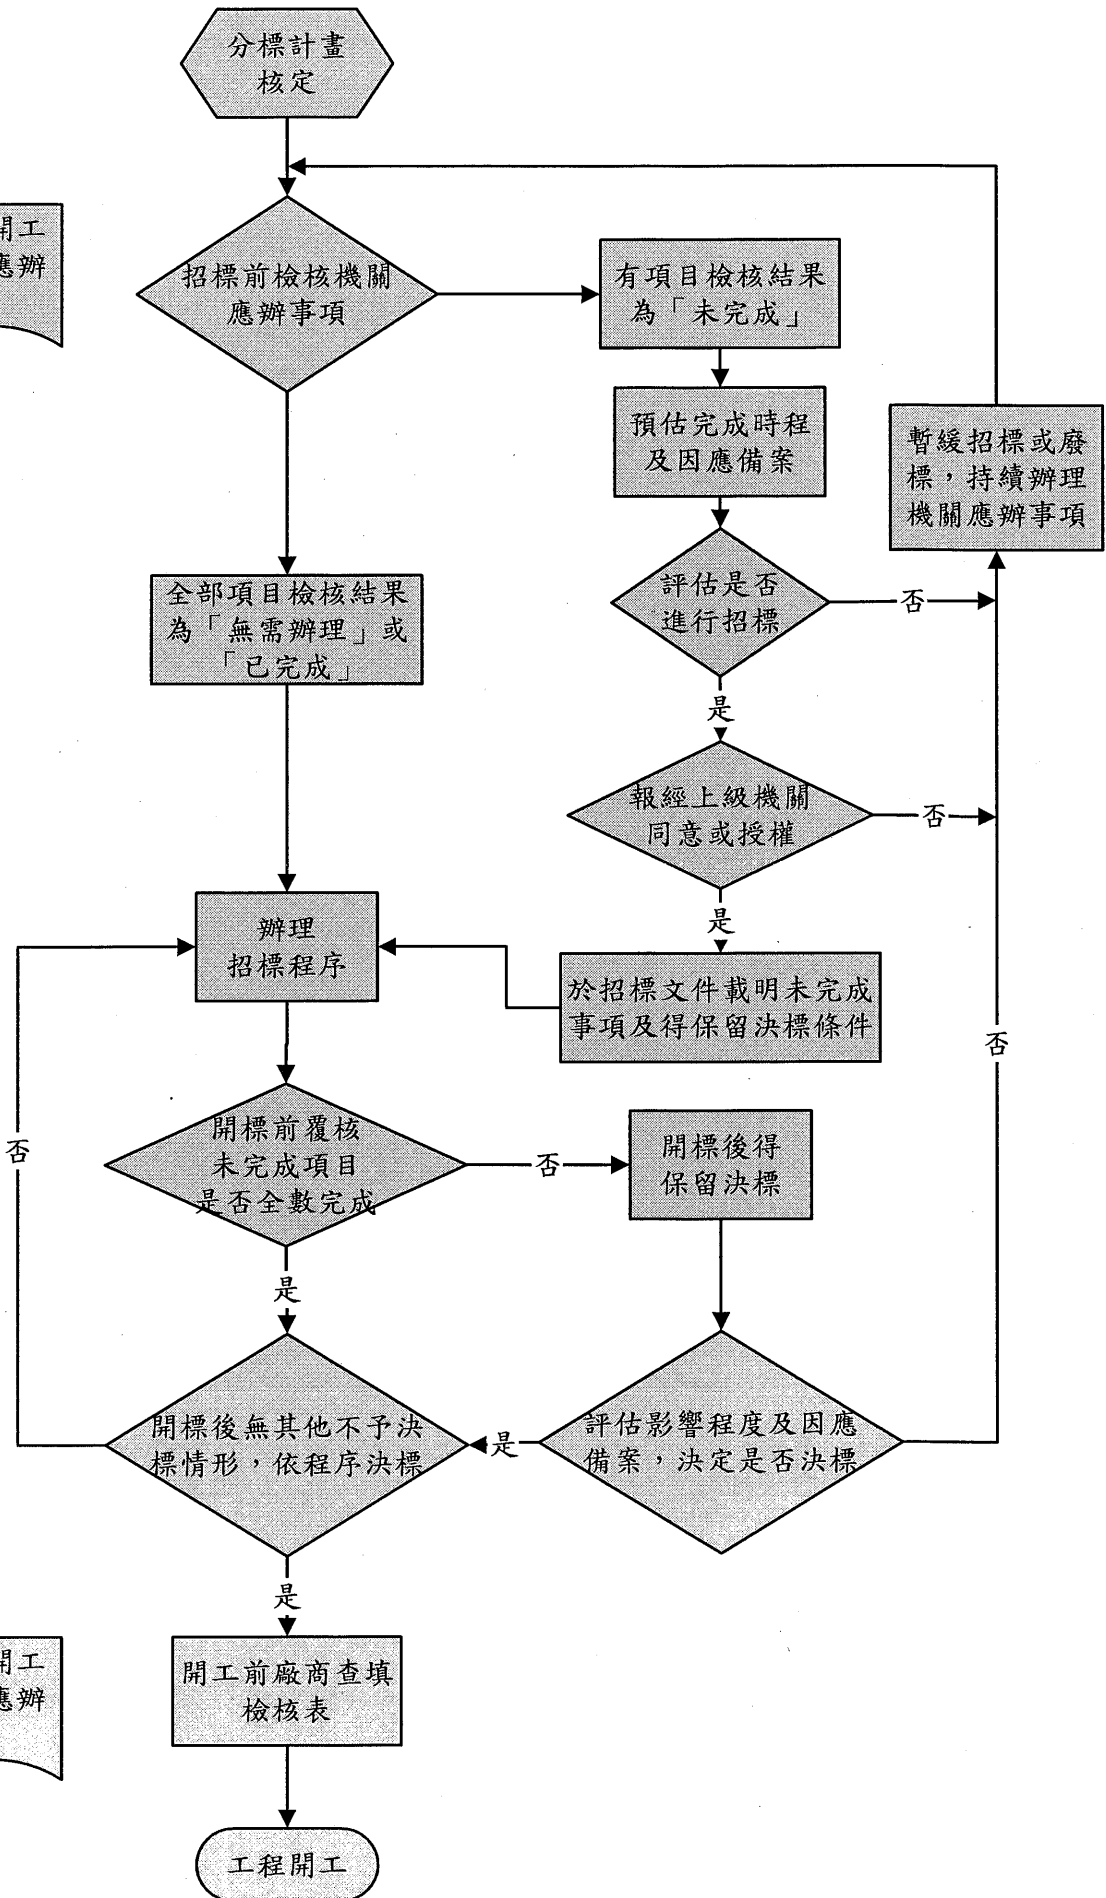 分標計畫
核定
開工
應辦
招標前檢核機關
應辦事項
有項目檢核結果
為「未完成」
預估完成時程
及因應備案
暫緩招標或廢
標，持續辦理
機關應辦事項
評估是否
進行招標
否
全部項目檢核結果
為「無需辦理」或
「已完成」
是
報經上級機關
同意或授權
否
是
辦理
招標程序
於招標文件載明未完成
事項及得保留決標條件
否
開標前覆核
未完成項目
是否全數完成
否
開標後得
保留決標
否
是
開標後無其他不予決
標情形，依程序決標
是
評估影響程度及因應
備案，決定是否決標
是
開工
應辦
開工前廠商查填
檢核表
工程開工